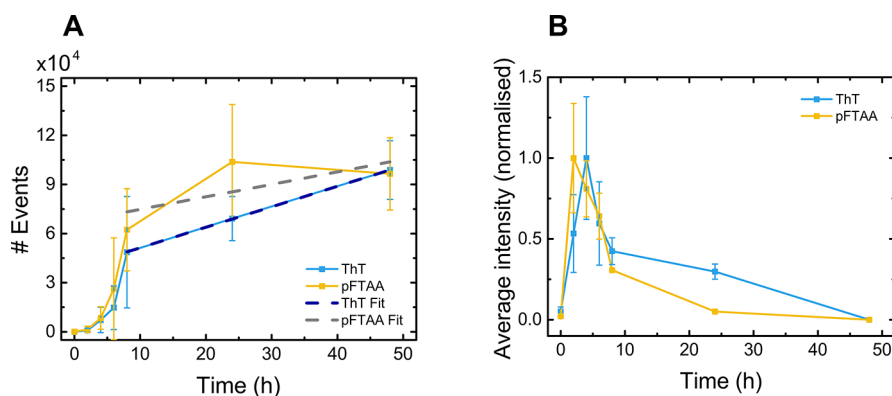 A
×10⁴
15
12
9
6
3
0
# Events
0
10
20
30
40
50
Time (h)
ThT
pFTAA
ThT Fit
pFTAA Fit
B
1.5
1.0
0.5
0.0
Average intensity (normalised)
0
10
20
30
40
50
Time (h)
ThT
pFTAA